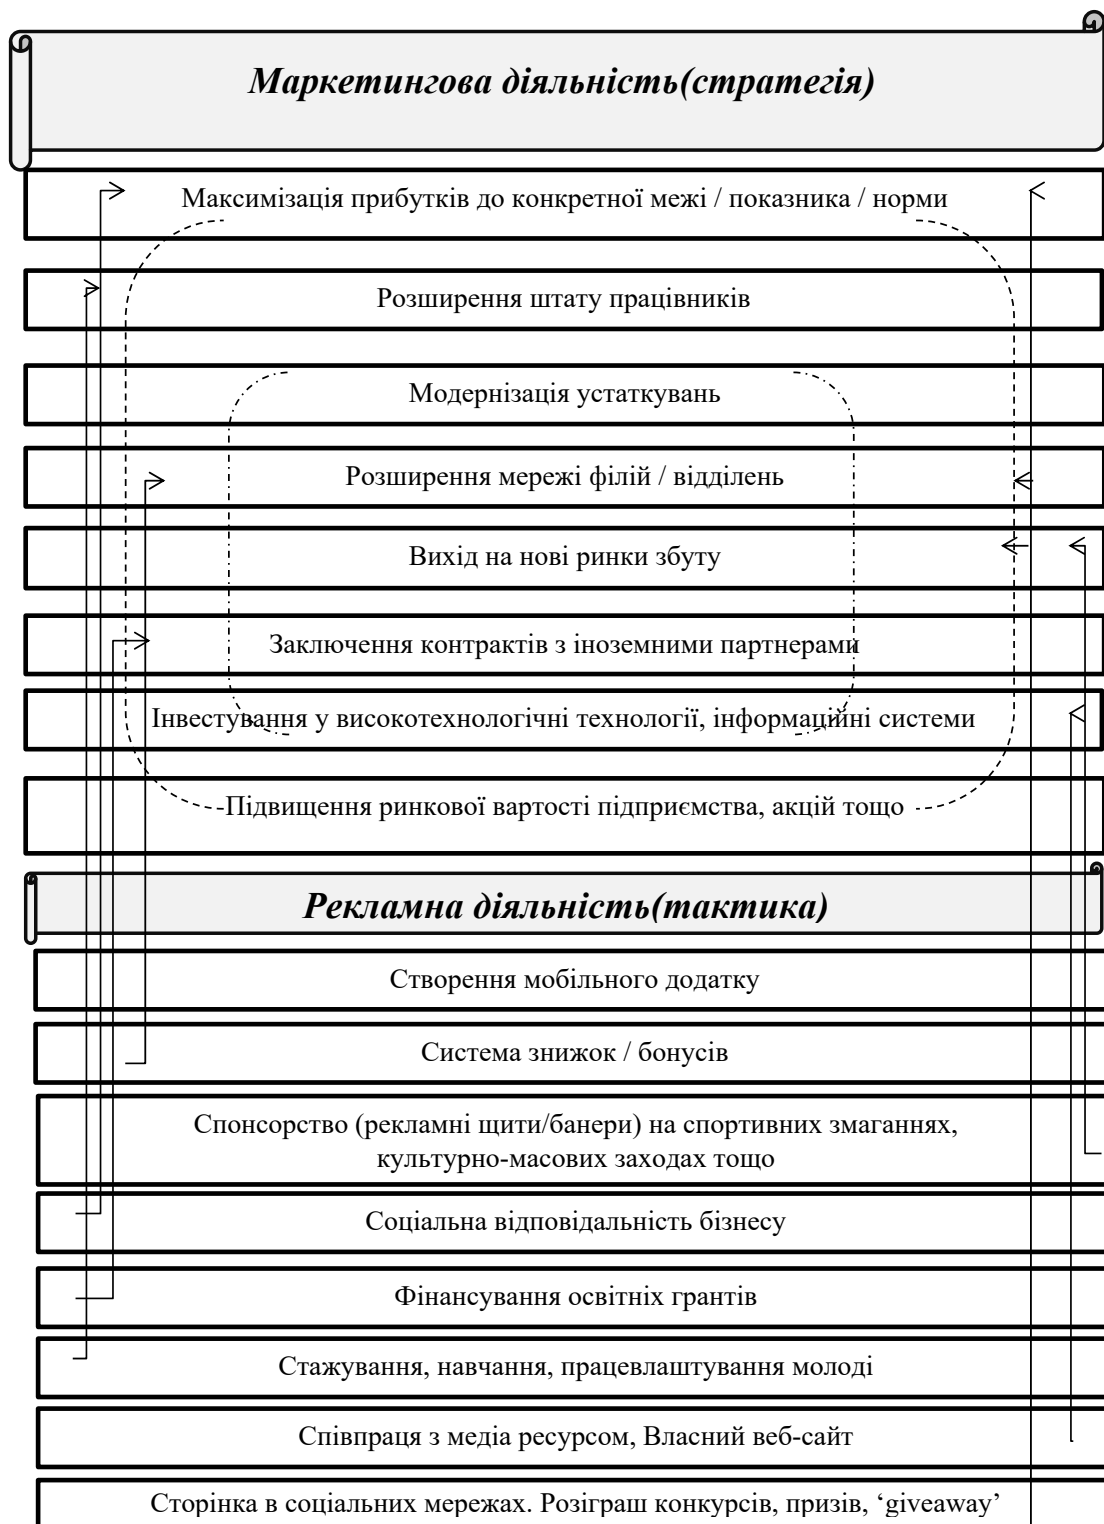 Маркетингова діяльність(стратегія)
Максимізація прибутків до конкретної межі / показника / норми
Розширення штату працівників
Модернізація устаткувань
Розширення мережі філій / відділень
Вихід на нові ринки збуту
Заключення контрактів з іноземними партнерами
Інвестування у високотехнологічні технології, інформаційні системи
Підвищення ринкової вартості підприємства, акцій тощо
Рекламна діяльність(тактика)
Створення мобільного додатку
Система знижок / бонусів
Спонсорство (рекламні щити/банери) на спортивних змаганнях,
культурно-масових заходах тощо
Соціальна відповідальність бізнесу
Фінансування освітніх грантів
Стажування, навчання, працевлаштування молоді
Співпраця з медіа ресурсом, Власний веб-сайт
Сторінка в соціальних мережах. Розіграш конкурсів, призів, ‘giveaway’